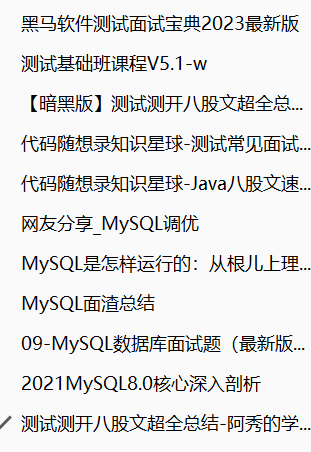 黑马软件测试面试宝典2023最新版
测试基础班课程V5.1-w
【暗黑版】测试测开八股文超全总...
代码随想录知识星球-测试常见面试...
代码随想录知识星球-Java八股文速...
网友分享_MySQL调优
MySQL是怎样运行的：从根儿上理...
MySQL面渣总结
09-MySQL数据库面试题（最新版...
2021MySQL8.0核心深入剖析
测试测开八股文超全总结-阿秀的学...